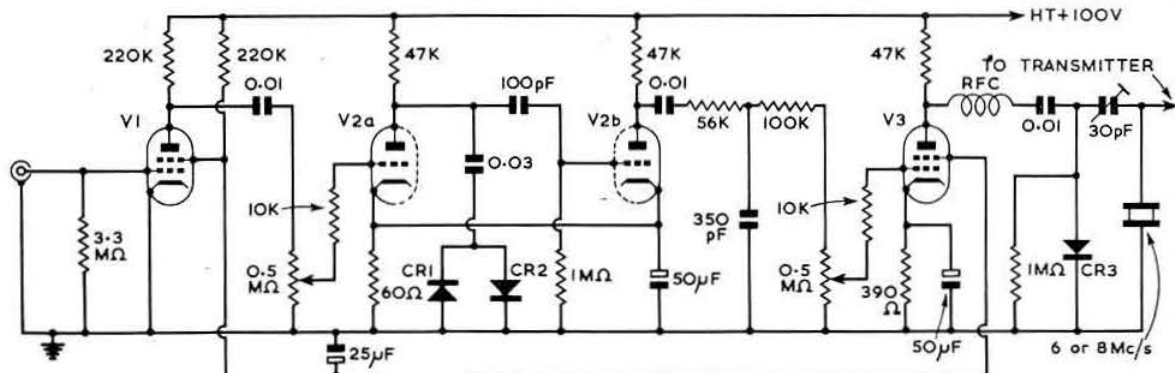 HT+100V
220K
220K
47K
47K
47K
TO TRANSMITTER
RFC
0.01
100pF
0.01
0.01
30pF
V1
V2a
V2b
56K
100K
V3
0.03
10K
10K
350
pF
3.3
MΩ
0.5
MΩ
60Ω
CR1
CR2
1MΩ
50µF
0.5
MΩ
390
Ω
1MΩ
CR3
25µF
50µF
6 or 8Mc/s